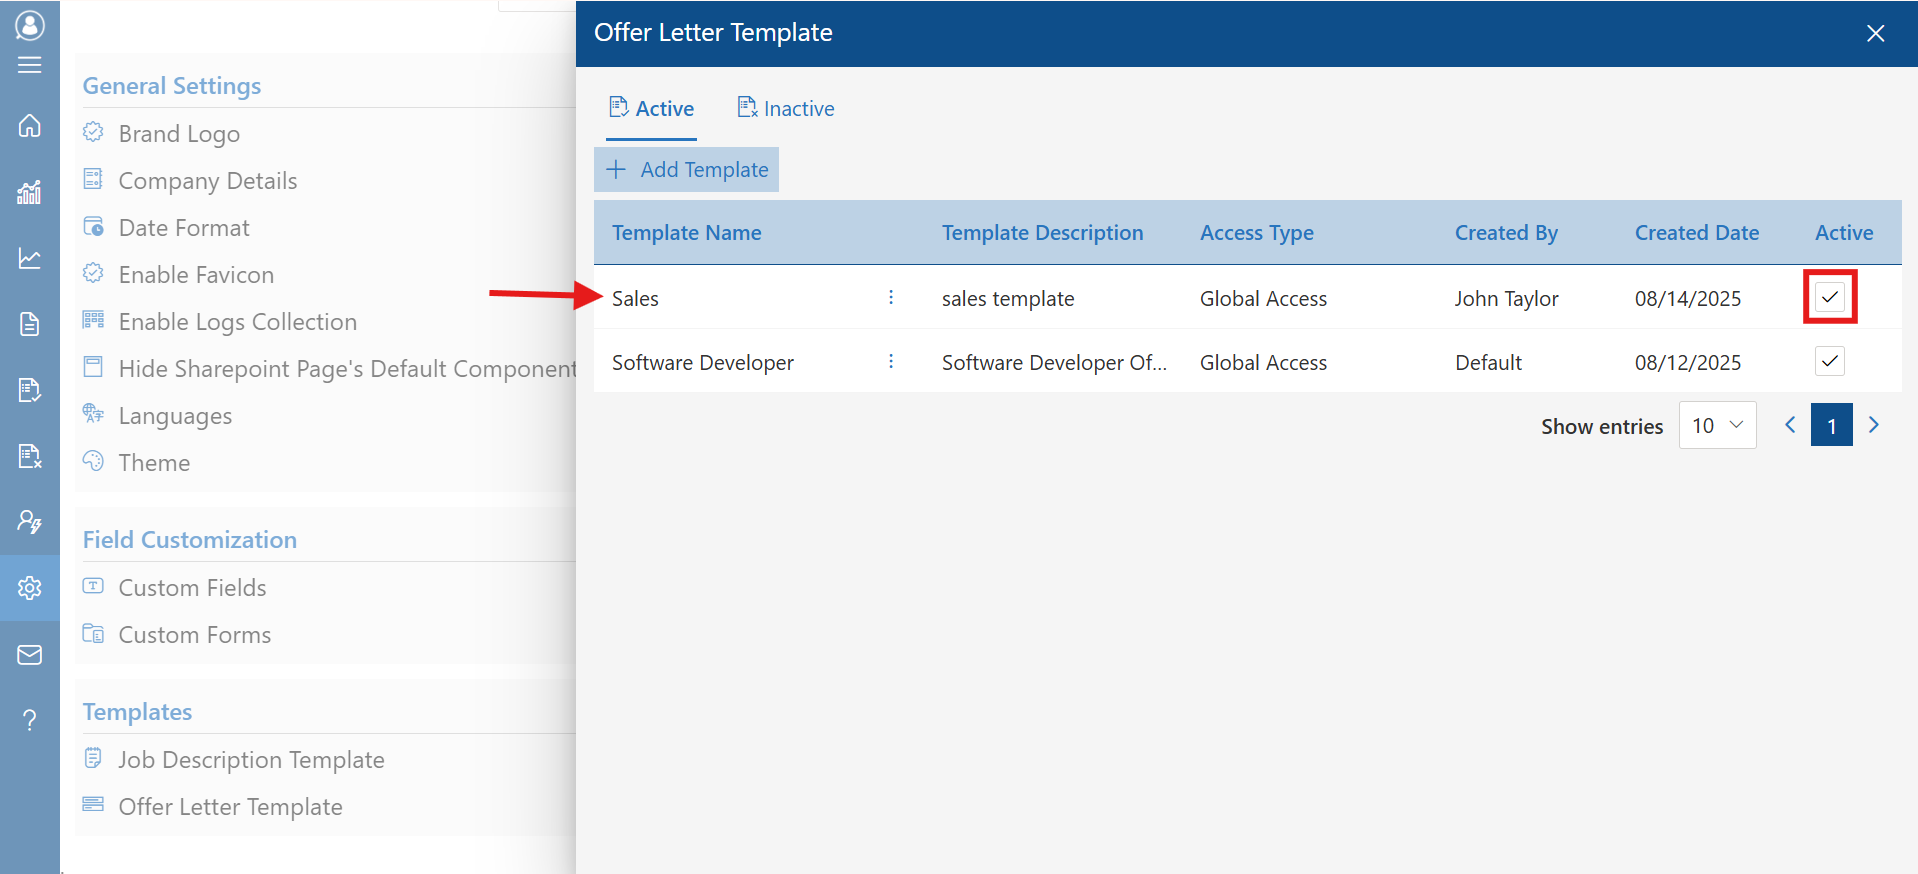 Offer Letter Template
General Settings
Brand Logo
Company Details
Date Format
Enable Favicon
Enable Logs Collection
Hide Sharepoint Page's Default Component
Languages
Theme
Field Customization
Custom Fields
Custom Forms
Templates
Job Description Template
Offer Letter Template
Active Inactive
+ Add Template
Template Name Template Description Access Type Created By Created Date Active
Sales sales template Global Access John Taylor 08/14/2025
Software Developer Software Developer Of... Global Access Default 08/12/2025
Show entries 10 1